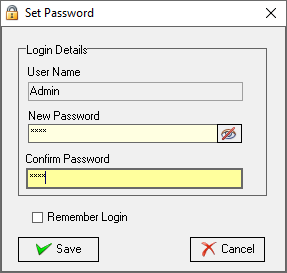 Set Password
Login Details
User Name
Admin
New Password
****
Confirm Password
****
Remember Login
Save
Cancel